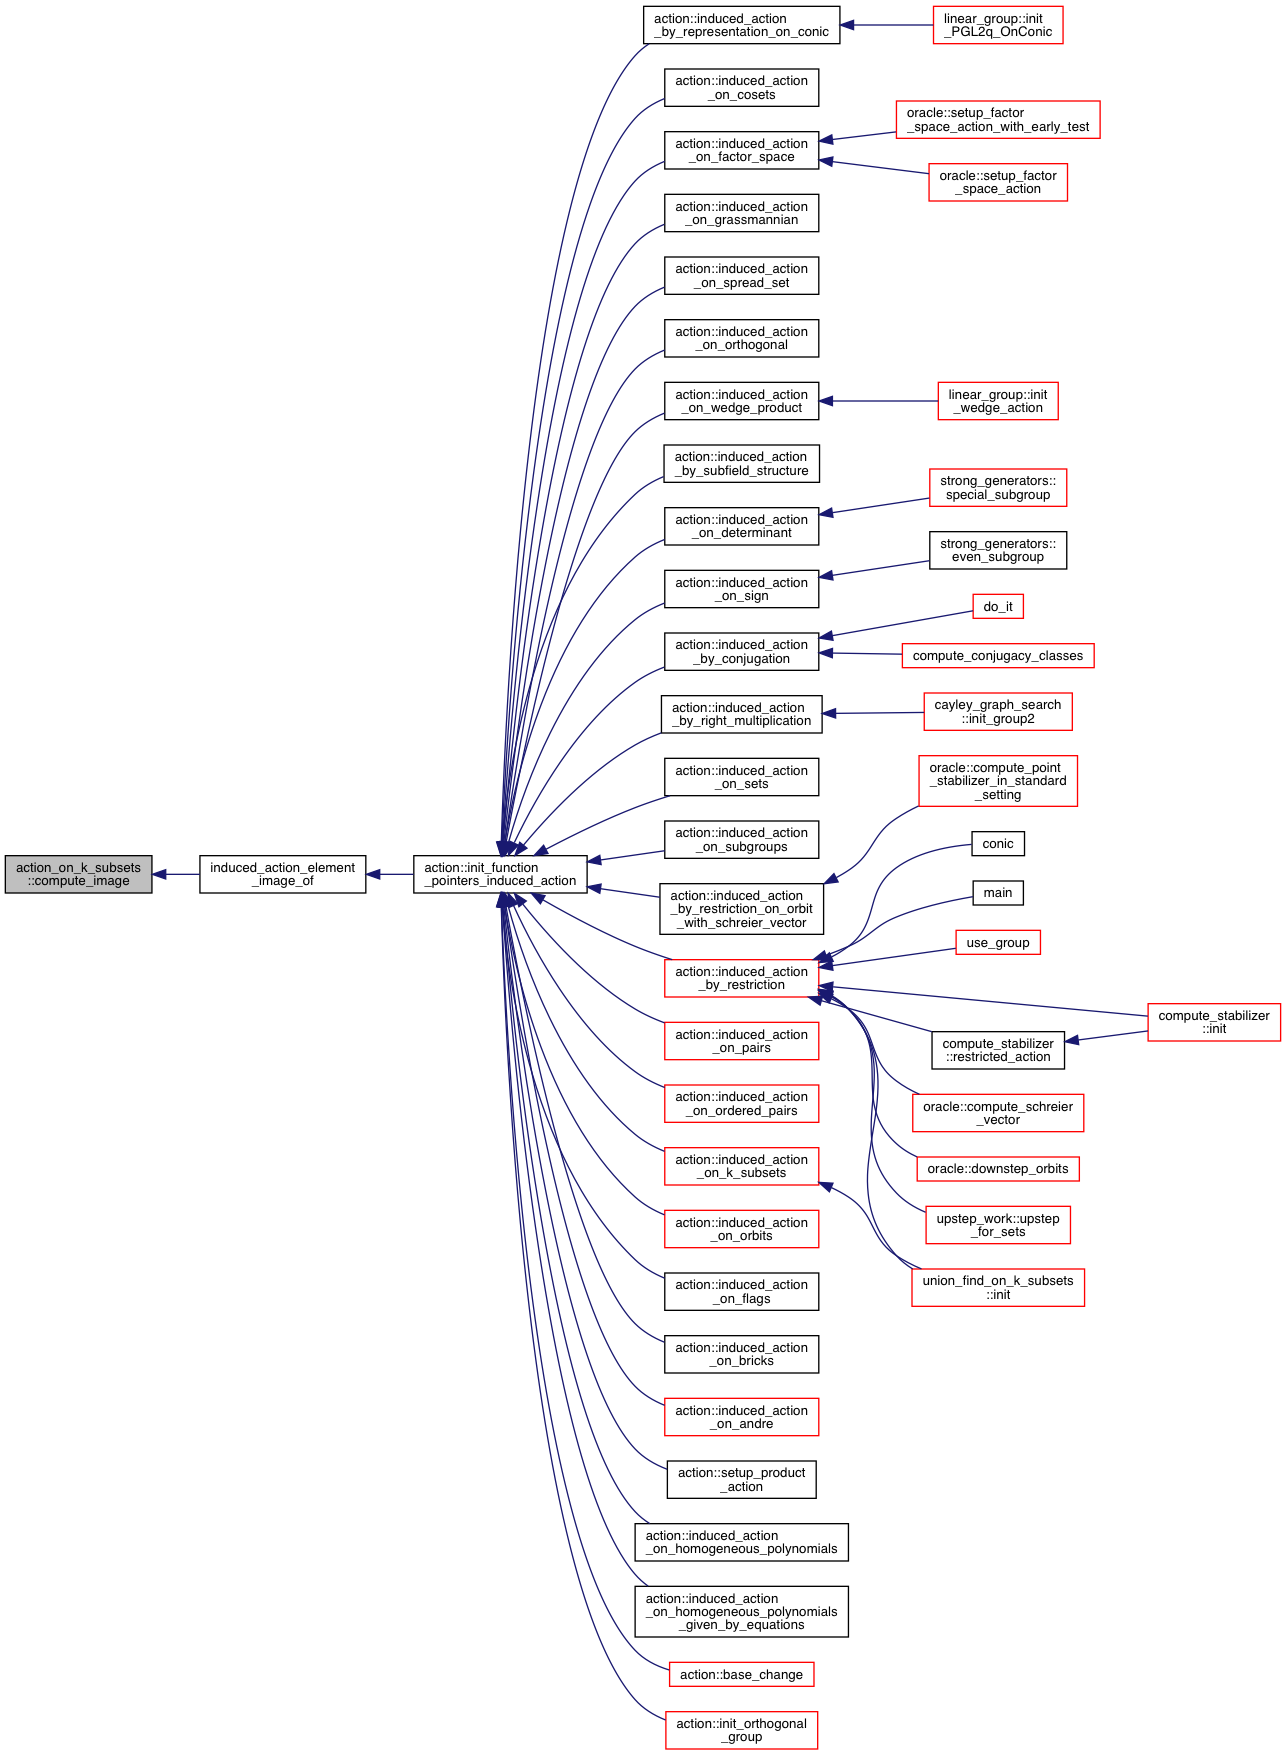 action_on_k_subsets
::compute_image
induced_action_element
_image_of
action::init_function
_pointers_induced_action
action::induced_action
_by_representation_on_conic
linear_group::init
_PGL2q_OnConic
action::induced_action
_on_cosets
action::induced_action
_on_factor_space
oracle::setup_factor
_space_action_with_early_test
oracle::setup_factor
_space_action
action::induced_action
_on_grassmannian
action::induced_action
_on_spread_set
action::induced_action
_on_orthogonal
action::induced_action
_on_wedge_product
linear_group::init
_wedge_action
action::induced_action
_by_subfield_structure
action::induced_action
_on_determinant
strong_generators::
special_subgroup
action::induced_action
_on_sign
strong_generators::
even_subgroup
action::induced_action
_by_conjugation
do_it
compute_conjugacy_classes
action::induced_action
_by_right_multiplication
cayley_graph_search
::init_group2
action::induced_action
_on_sets
action::induced_action
_on_subgroups
action::induced_action
_by_restriction_on_orbit
_with_schreier_vector
oracle::compute_point
_stabilizer_in_standard
_setting
action::induced_action
_by_restriction
conic
main
use_group
compute_stabilizer
::init
compute_stabilizer
::restricted_action
oracle::compute_schreier
_vector
oracle::downstep_orbits
upstep_work::upstep
_for_sets
union_find_on_k_subsets
::init
action::induced_action
_on_pairs
action::induced_action
_on_ordered_pairs
action::induced_action
_on_k_subsets
action::induced_action
_on_orbits
action::induced_action
_on_flags
action::induced_action
_on_bricks
action::induced_action
_on_andre
action::setup_product
_action
action::induced_action
_on_homogeneous_polynomials
action::induced_action
_on_homogeneous_polynomials
_given_by_equations
action::base_change
action::init_orthogonal
_group